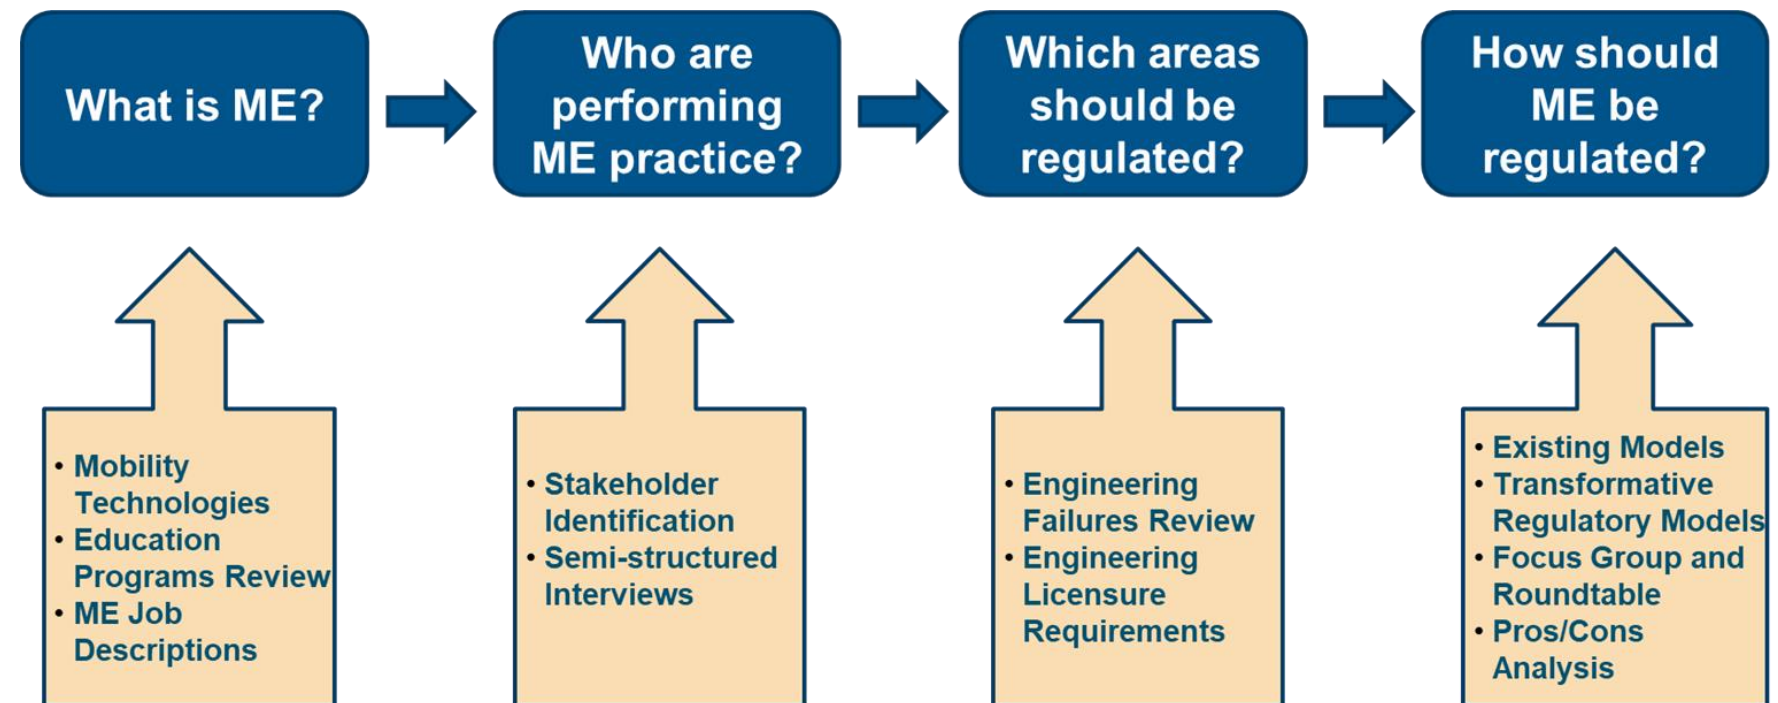 What is ME?
Who are
performing
ME practice?
Which areas
should be
regulated?
How should
ME be
regulated?
• Mobility
Technologies
• Education
Programs Review
• ME Job
Descriptions
• Stakeholder
Identification
• Semi-structured
Interviews
• Engineering
Failures Review
• Engineering
Licensure
Requirements
• Existing Models
• Transformative
Regulatory Models
• Focus Group and
Roundtable
• Pros/Cons
Analysis